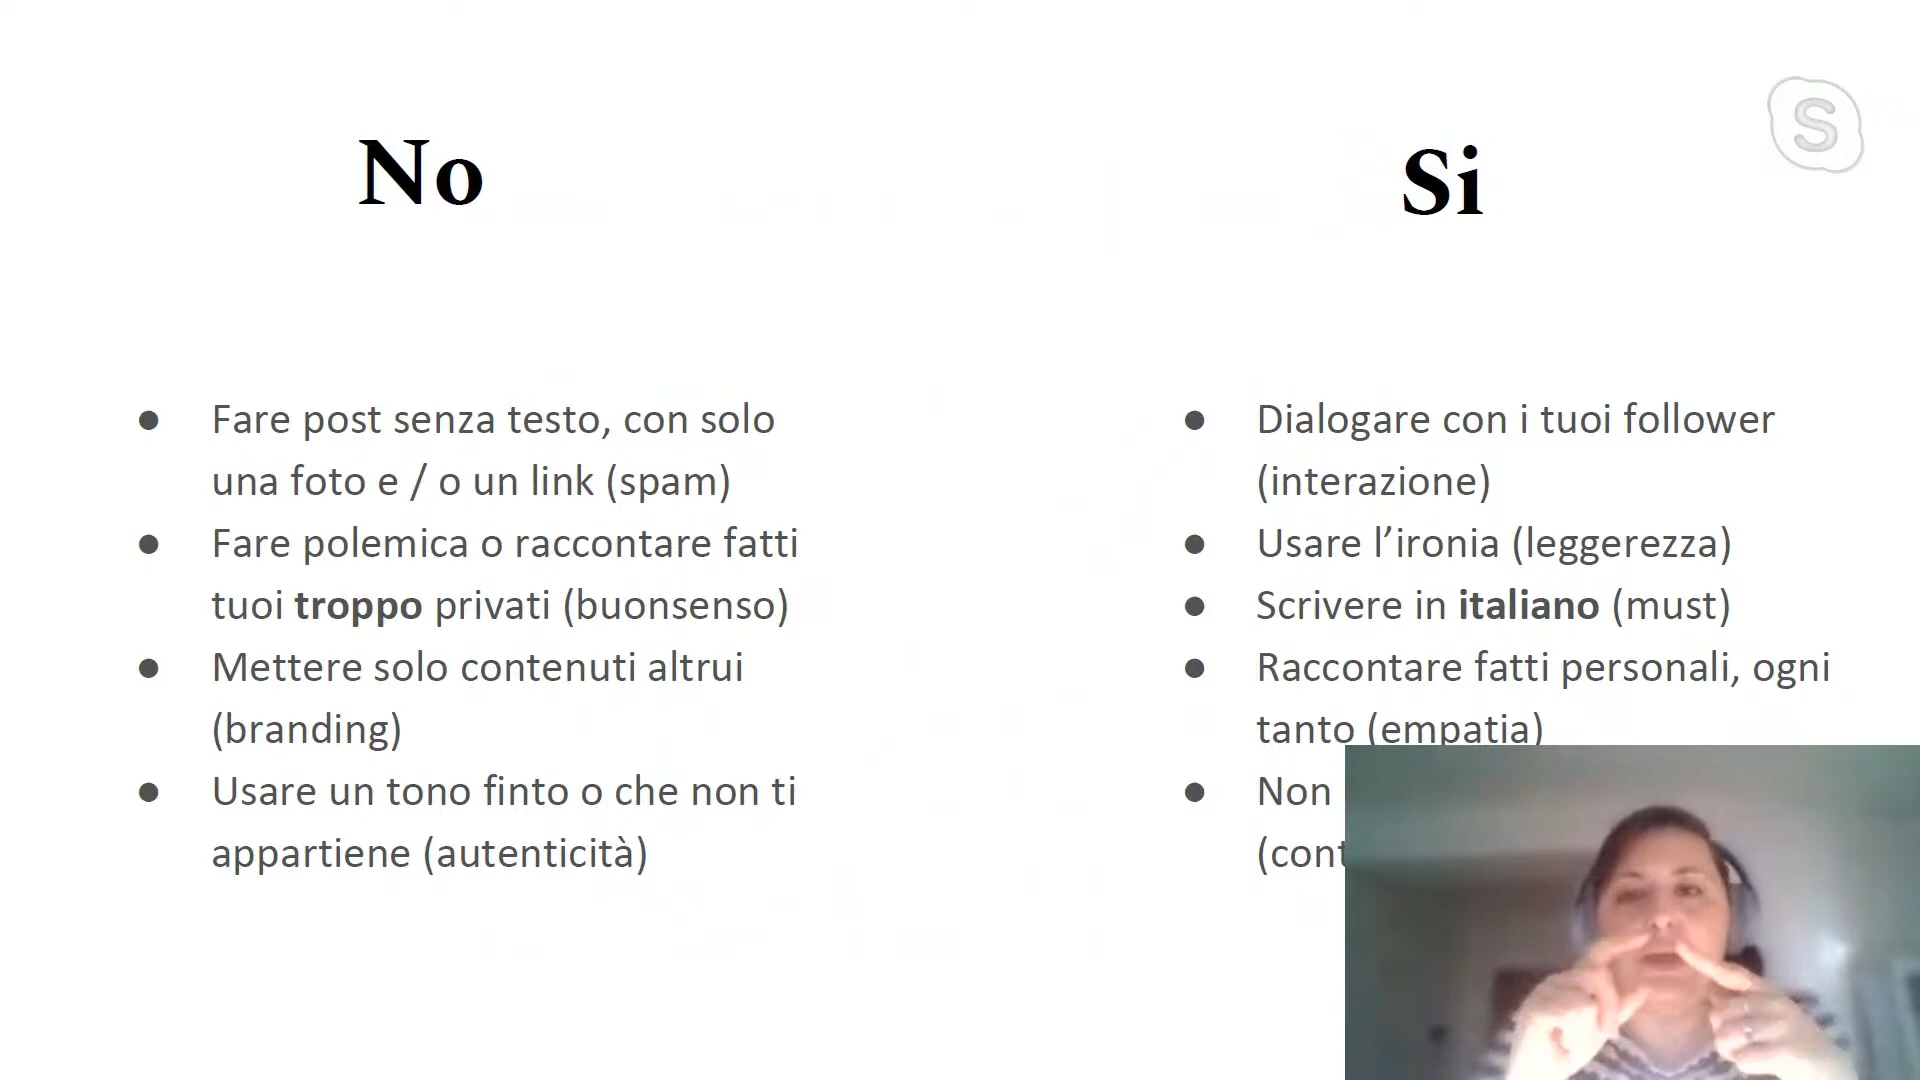 No
Fare post senza testo, con solo
una foto e / o un link (spam)
Fare polemica o raccontare fatti
tuoi troppo privati (buonsenso)
Mettere solo contenuti altrui
(branding)
Usare un tono finto o che non ti
appartiene (autenticità)
Si
Dialogare con i tuoi follower
(interazione)
Usare l’ironia (leggerezza)
Scrivere in italiano (must)
Raccontare fatti personali, ogni
tanto (empatia)
Non
S